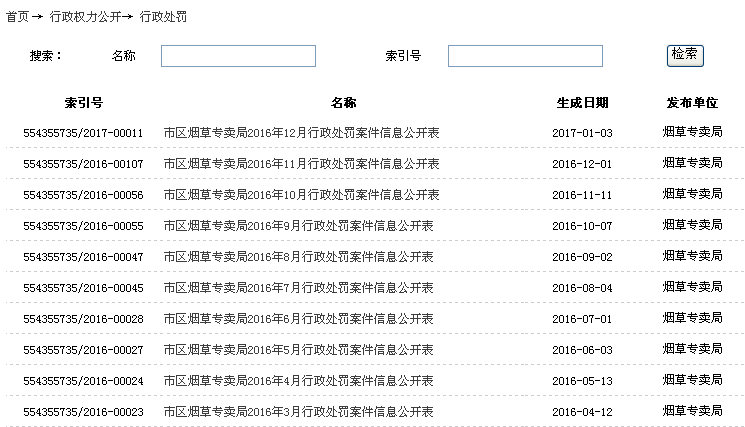 首页→ 行政权力公开→ 行政处罚
搜索： 名称 索引号 检索
索引号 名称 生成日期 发布单位
554355735/2017-00011 市区烟草专卖局2016年12月行政处罚案件信息公开表 2017-01-03 烟草专卖局
554355735/2016-00107 市区烟草专卖局2016年11月行政处罚案件信息公开表 2016-12-01 烟草专卖局
554355735/2016-00056 市区烟草专卖局2016年10月行政处罚案件信息公开表 2016-11-11 烟草专卖局
554355735/2016-00055 市区烟草专卖局2016年9月行政处罚案件信息公开表 2016-10-07 烟草专卖局
554355735/2016-00047 市区烟草专卖局2016年8月行政处罚案件信息公开表 2016-09-02 烟草专卖局
554355735/2016-00045 市区烟草专卖局2016年7月行政处罚案件信息公开表 2016-08-04 烟草专卖局
554355735/2016-00028 市区烟草专卖局2016年6月行政处罚案件信息公开表 2016-07-01 烟草专卖局
554355735/2016-00027 市区烟草专卖局2016年5月行政处罚案件信息公开表 2016-06-03 烟草专卖局
554355735/2016-00024 市区烟草专卖局2016年4月行政处罚案件信息公开表 2016-05-13 烟草专卖局
554355735/2016-00023 市区烟草专卖局2016年3月行政处罚案件信息公开表 2016-04-12 烟草专卖局